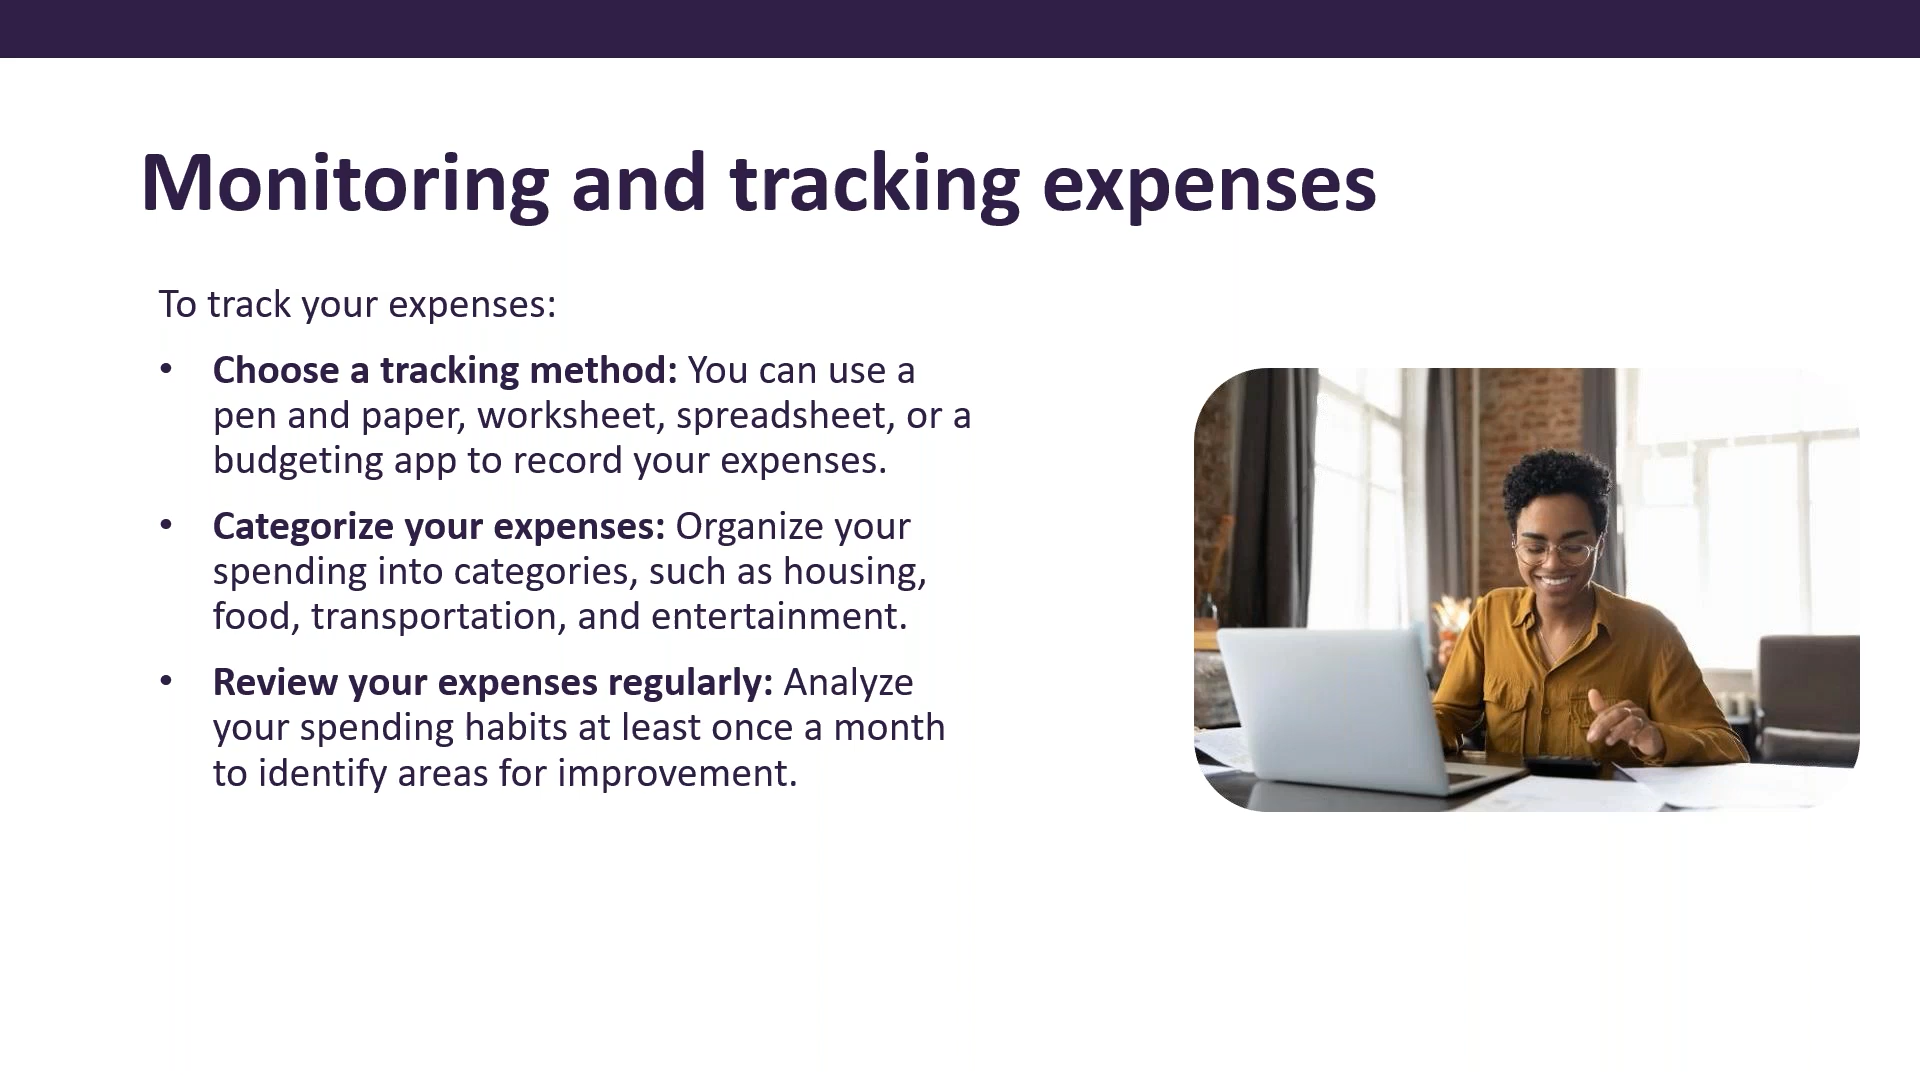 Monitoring and tracking expenses
To track your expenses:
• Choose a tracking method: You can use a
pen and paper, worksheet, spreadsheet, or a
budgeting app to record your expenses.
• Categorize your expenses: Organize your
spending into categories, such as housing,
food, transportation, and entertainment.
• Review your expenses regularly: Analyze
your spending habits at least once a month
to identify areas for improvement.